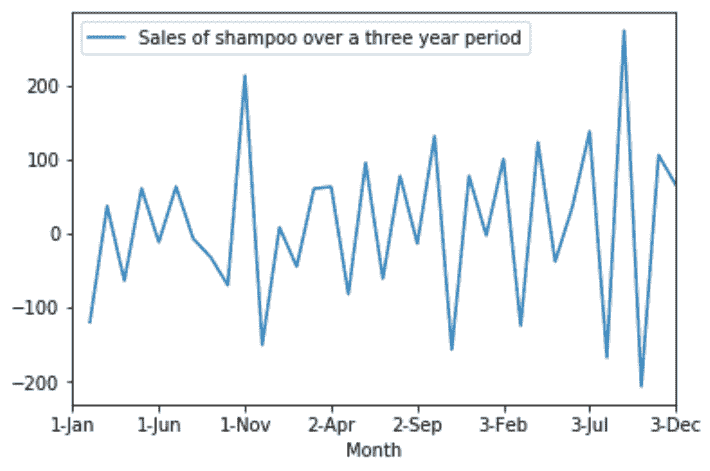 Sales of shampoo over a three year period
200
100
0
−100
−200
1-Jan 1-Jun 1-Nov 2-Apr 2-Sep 3-Feb 3-Jul 3-Dec
Month